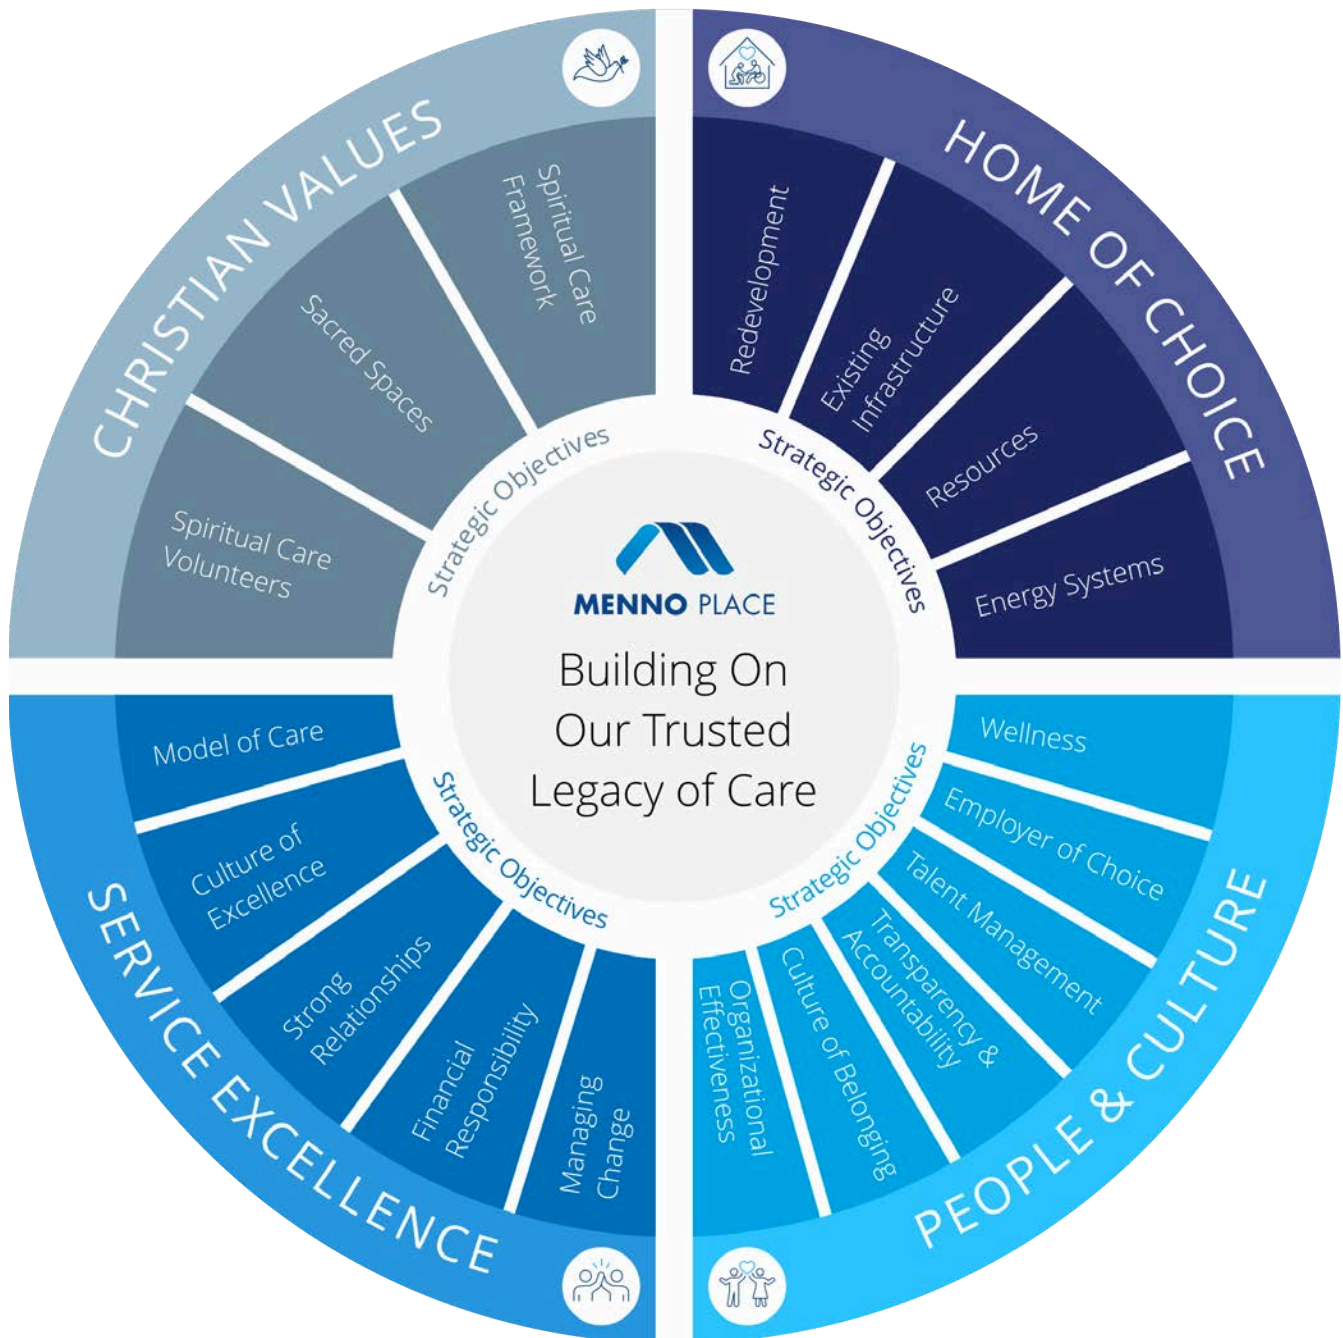 MENNO PLACE
Building On
Our Trusted
Legacy of Care
CHRISTIAN VALUES
Strategic Objectives
Spiritual Care
Volunteers
Sacred Spaces
Spiritual Care
Framework
HOME OF CHOICE
Strategic Objectives
Redevelopment
Existing
Infrastructure
Resources
Energy Systems
PEOPLE & CULTURE
Strategic Objectives
Wellness
Employer of Choice
Talent Management
Transparency &
Accountability
Culture of Belonging
Organizational
Effectiveness
SERVICE EXCELLENCE
Strategic Objectives
Model of Care
Culture of
Excellence
Strong
Relationships
Financial
Responsibility
Managing
Change